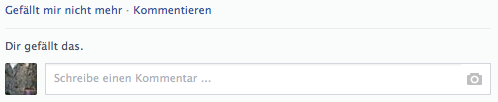 Gefällt mir nicht mehr · Kommentieren
Dir gefällt das.
Schreibe einen Kommentar ...